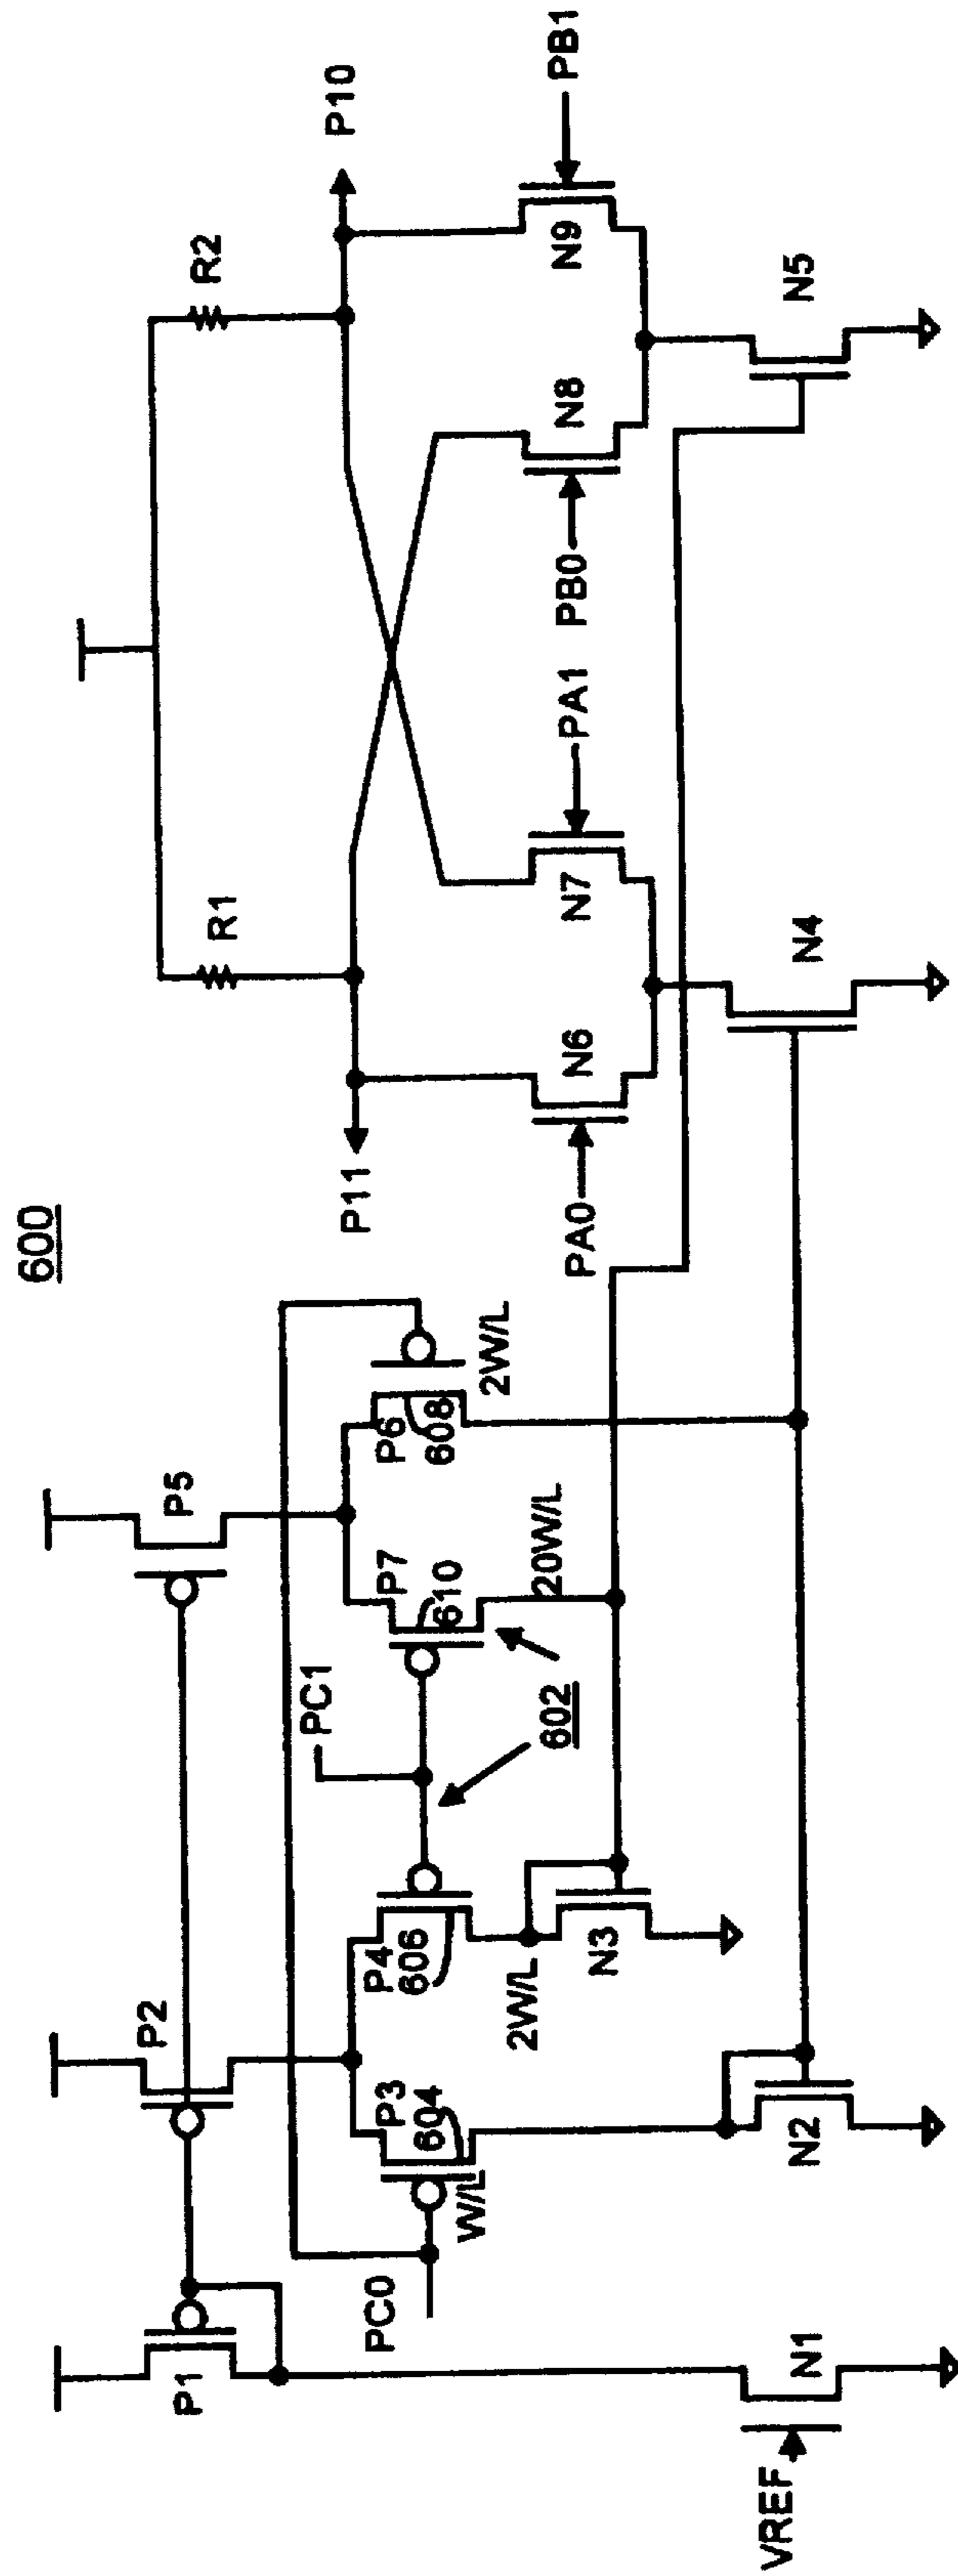 600
P1
P2
P5
R1
R2
P11
P10
PC1
P3
604
P4
606
P7
610
P6
608
PC0
W/L
2W/L
20W/L
2W/L
602
PA0
N6
N7
PA1
PB0
N8
N9
PB1
N3
N2
N1
VREF
N4
N5